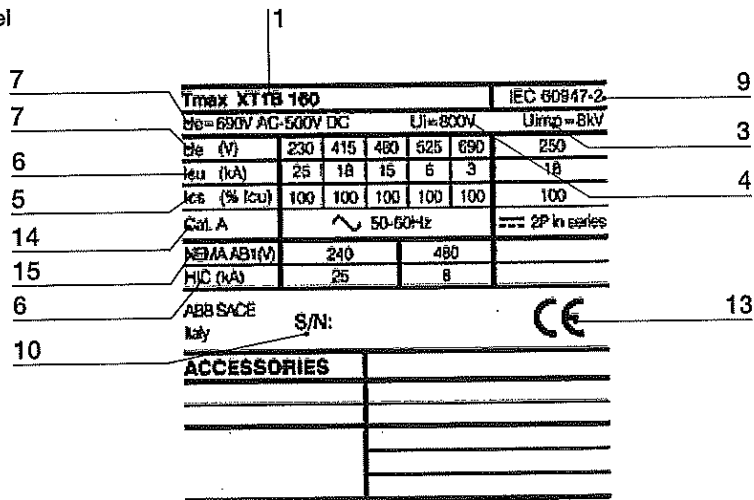 el
1
7
Tmax XT1B 160 IEC 60947-2
9
7
Ue=690V AC-500V DC Ui=800V Uimp=8kV
3
6
Ue (V) 230 415 480 525 690 250
Icu (kA) 25 18 15 6 3 18
4
5
Ics (% Icu) 100 100 100 100 100 100
14
Cat. A 50-60Hz 2P in series
15
NEMA AB1(V) 240 480
6
HIC (kA) 25 8
ABB SACE
Italy S/N:
13
10
ACCESSORIES